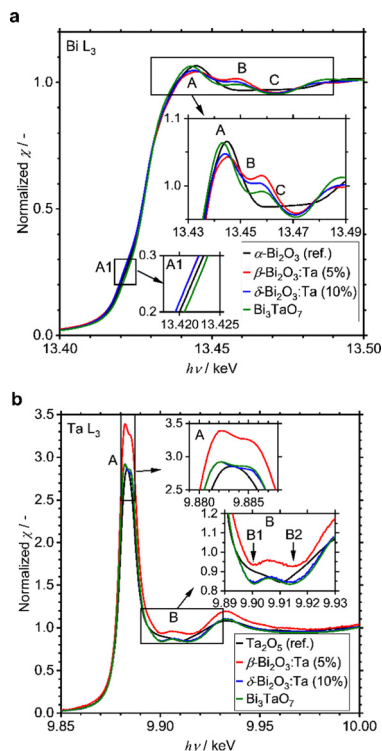 a
Bi L3
B
A
C
1.0
0.5
0.0
Normalized χ / -
1.1
1.0
A
B
C
13.43 13.45 13.47 13.49
A1
A1
0.3
0.2
13.420 13.425
α-Bi2O3 (ref.)
β-Bi2O3:Ta (5%)
δ-Bi2O3:Ta (10%)
Bi3TaO7
13.40 13.45 13.50
hν / keV
b
Ta L3
A
3.5
3.0
2.5
2.0
1.5
1.0
0.5
0.0
Normalized χ / -
3.5
3.0
2.5
A
9.880 9.885
B
1.2
1.1
1.0
0.9
0.8
B
B1 B2
9.89 9.90 9.91 9.92 9.93
Ta2O5 (ref.)
β-Bi2O3:Ta (5%)
δ-Bi2O3:Ta (10%)
Bi3TaO7
9.85 9.90 9.95 10.00
hν / keV